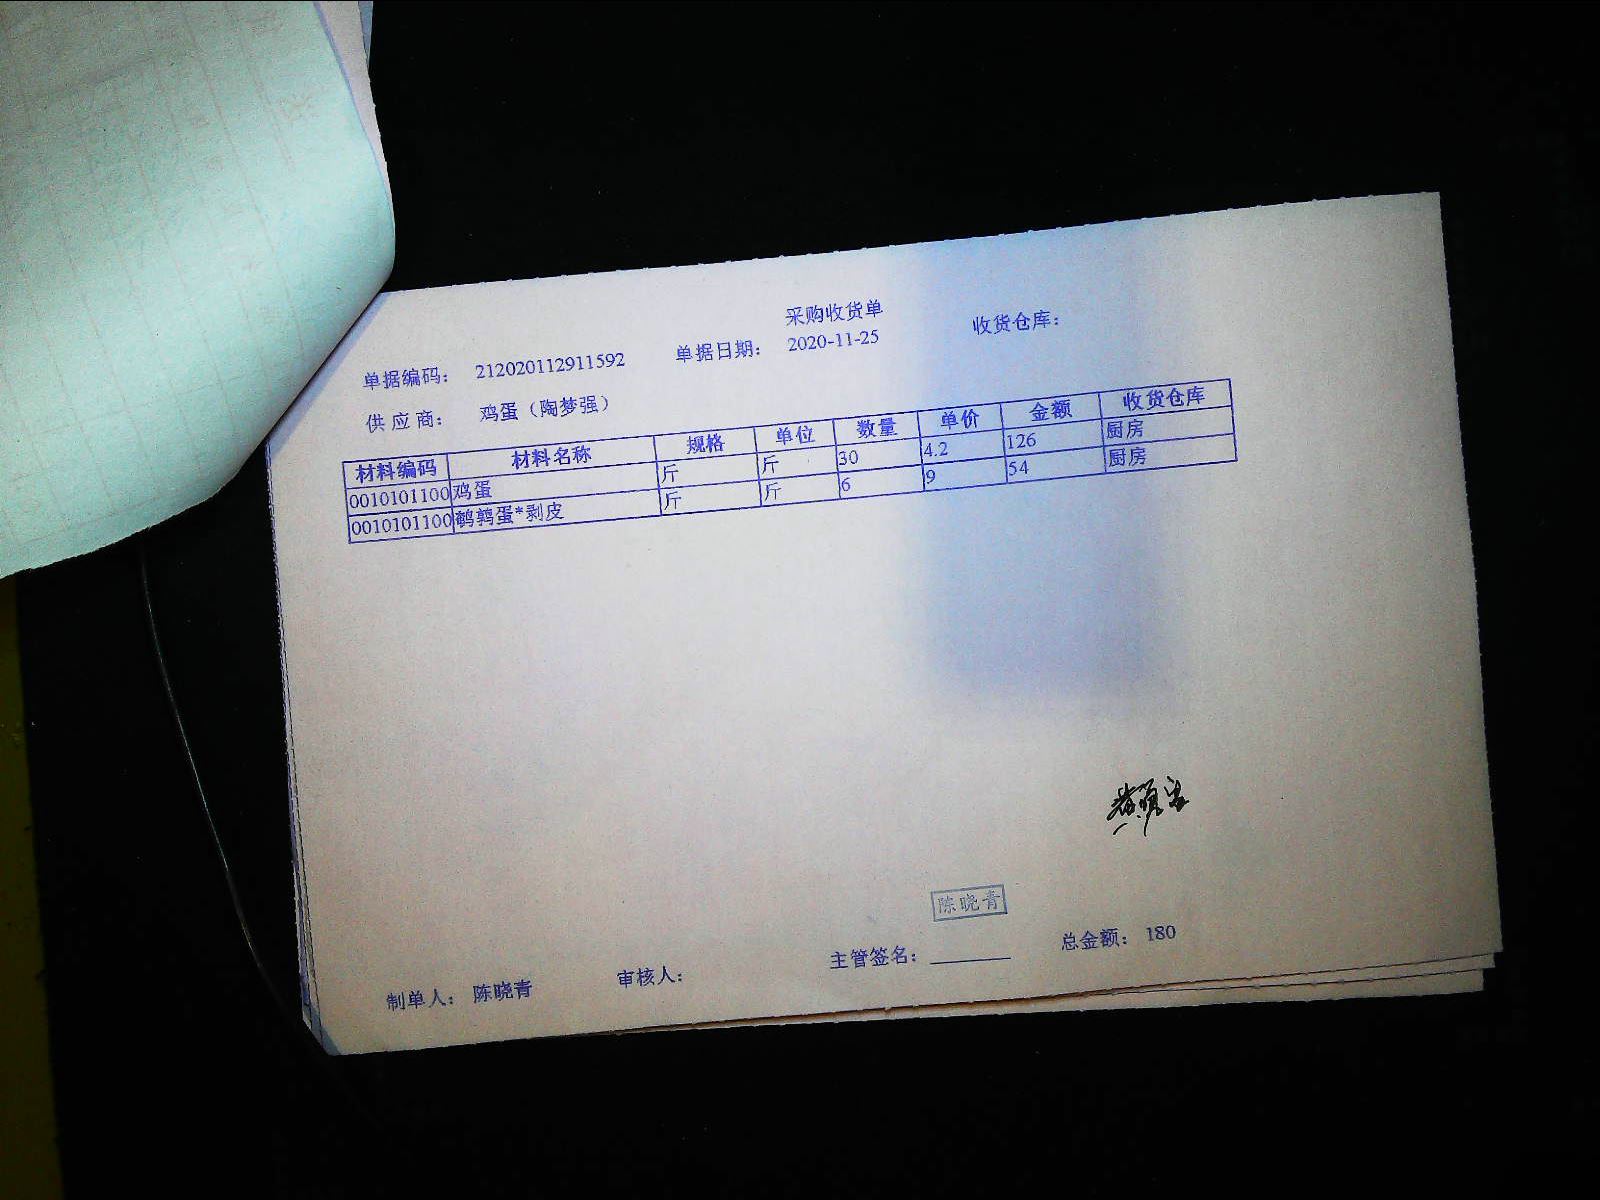 采购收货单
单据编码： 212020112911592 单据日期： 2020-11-25 收货仓库：
供应商： 鸡蛋（陶梦强）
材料编码 材料名称 规格 单位 数量 单价 金额 收货仓库
0010101100 鸡蛋 斤 斤 30 4.2 126 厨房
0010101100 鹌鹑蛋*剥皮 斤 斤 6 9 54 厨房
陈晓青
制单人： 陈晓青 审核人： 主管签名： 总金额： 180